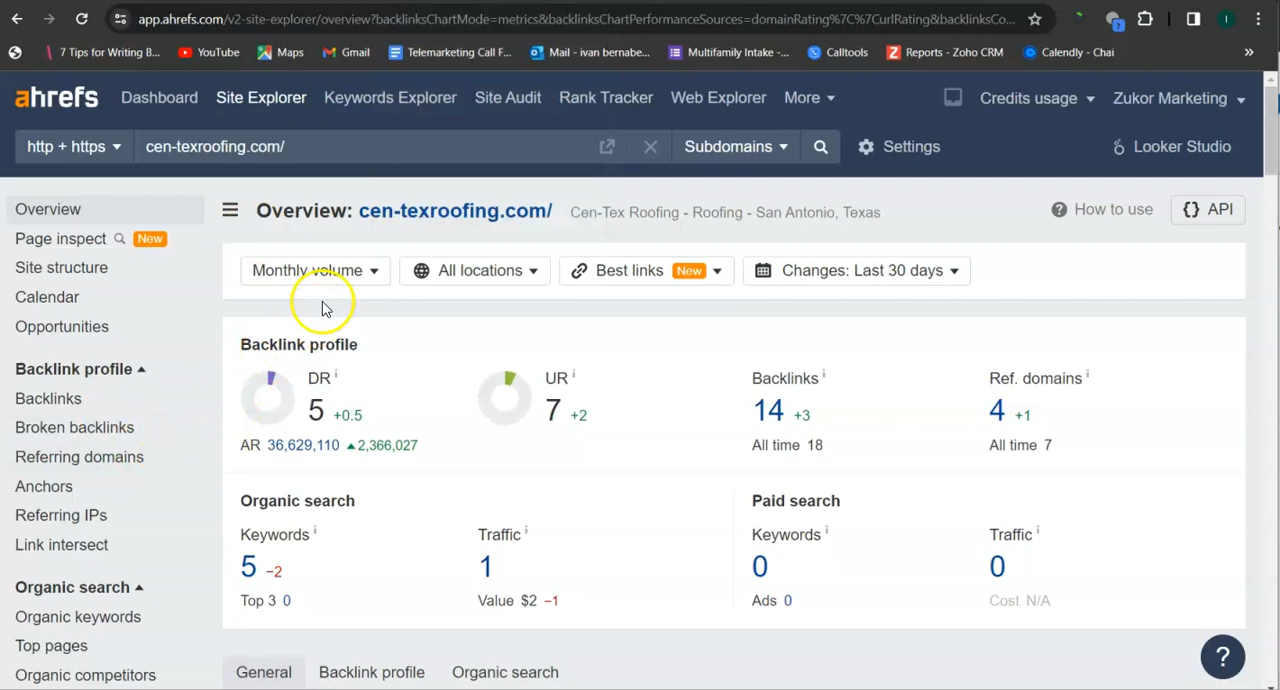 app.ahrefs.com/v2-site-explorer/overview?backlinksChartMode=metrics&backlinksChartPerformanceSources=domainRating%7C%7CurlRating&backlinksCo...
7 Tips for Writing B... YouTube Maps Gmail Telemarketing Call F... Mail - ivan bernabe... Multifamily Intake -... Calltools Reports - Zoho CRM Calendly - Chai »
ahrefs Dashboard Site Explorer Keywords Explorer Site Audit Rank Tracker Web Explorer More Credits usage Zukor Marketing
http + https cen-texroofing.com/ Subdomains Settings Looker Studio
Overview
Page inspect New
Site structure
Calendar
Opportunities
Backlink profile
Backlinks
Broken backlinks
Referring domains
Anchors
Referring IPs
Link intersect
Organic search
Organic keywords
Top pages
Organic competitors
Overview: cen-texroofing.com/ Cen-Tex Roofing - Roofing - San Antonio, Texas ? How to use {} API
Monthly volume All locations Best links New Changes: Last 30 days
Backlink profile
DR i UR i Backlinks i Ref. domains i
5 +0.5 7 +2 14 +3 4 +1
AR 36,629,110 ▲2,366,027 All time 18 All time 7
Organic search Paid search
Keywords i Traffic i Keywords i Traffic i
5 −2 1 0 0
Top 3 0 Value $2 −1 Ads 0 Cost N/A
General Backlink profile Organic search
?